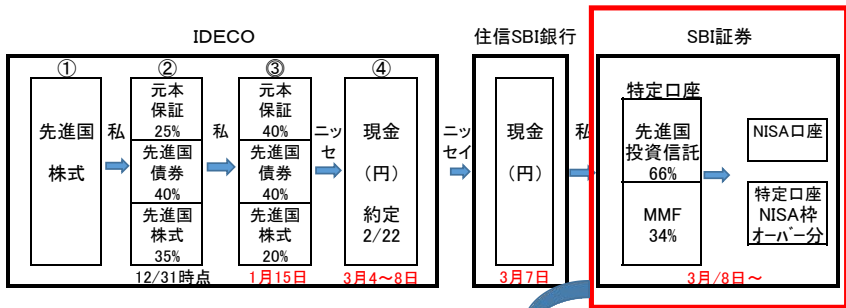 IDECO
住信SBI銀行
SBI証券
①
先進国
株式
私
②
元本
保証
25%
先進国
債券
40%
先進国
株式
35%
12/31時点
私
③
元本
保証
40%
先進国
債券
40%
先進国
株式
20%
1月15日
ニッ
セ
④
現金
(円)
約定
2/22
3月4~8日
ニッ
セイ
現金
(円)
3月7日
私
特定口座
先進国
投資信託
66%
MMF
34%
NISA口座
特定口座
NISA枠
オーバー分
3月/8日~